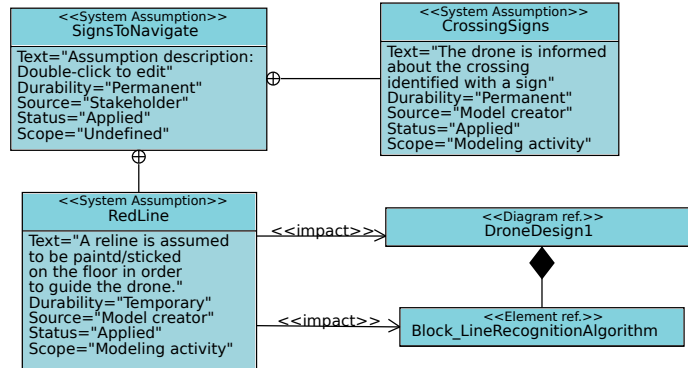 <<System Assumption>>
SignsToNavigate
Text="Assumption description:
Double-click to edit"
Durability="Permanent"
Source="Stakeholder"
Status="Applied"
Scope="Undefined"
<<System Assumption>>
CrossingSigns
Text="The drone is informed
about the crossing
identified with a sign"
Durability="Permanent"
Source="Model creator"
Status="Applied"
Scope="Modeling activity"
<<System Assumption>>
RedLine
Text="A reline is assumed
to be paintd/sticked
on the floor in order
to guide the drone."
Durability="Temporary"
Source="Model creator"
Status="Applied"
Scope="Modeling activity"
<<impact>>
<<impact>>
<<Diagram ref.>>
DroneDesign1
<<Element ref.>>
Block_LineRecognitionAlgorithm